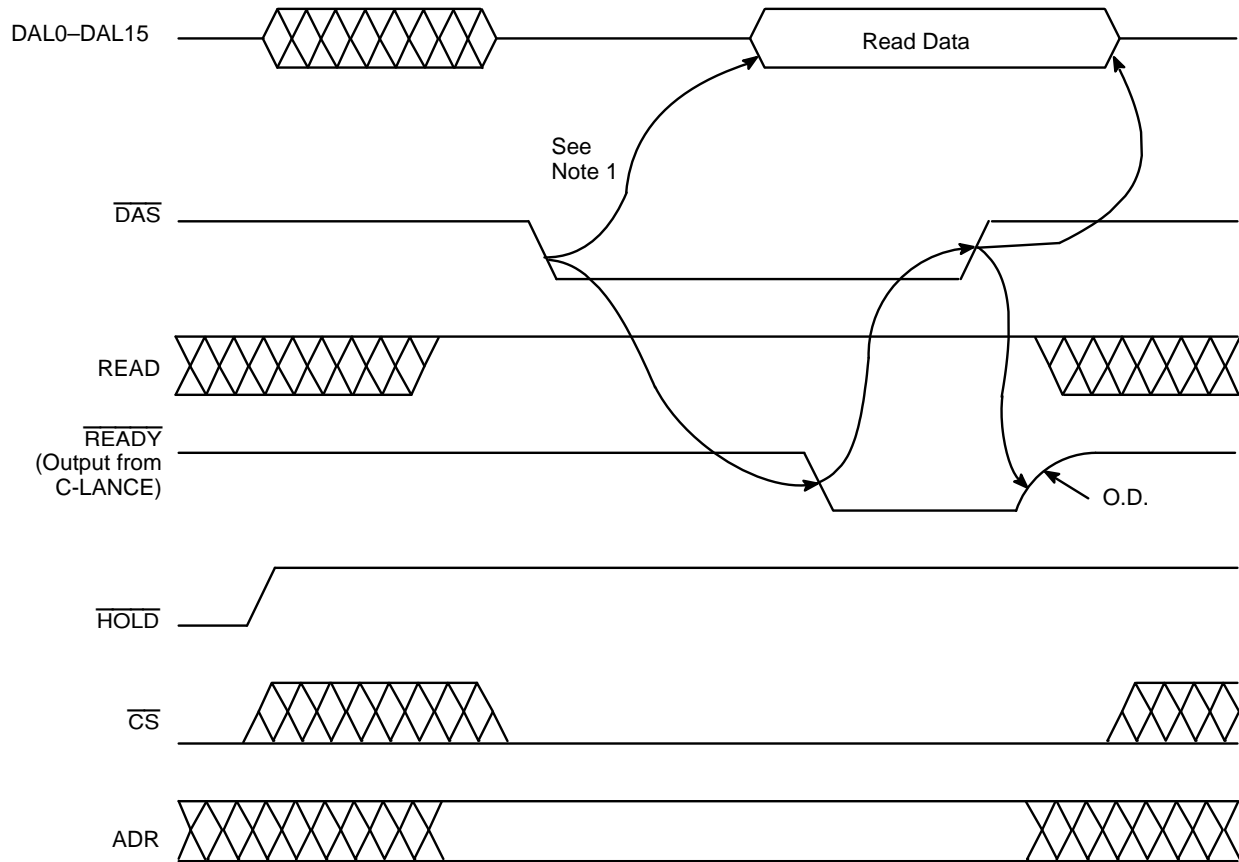 DAL0–DAL15
Read Data
See
Note 1
DAS
READ
READY
(Output from
C-LANCE)
O.D.
HOLD
CS
ADR